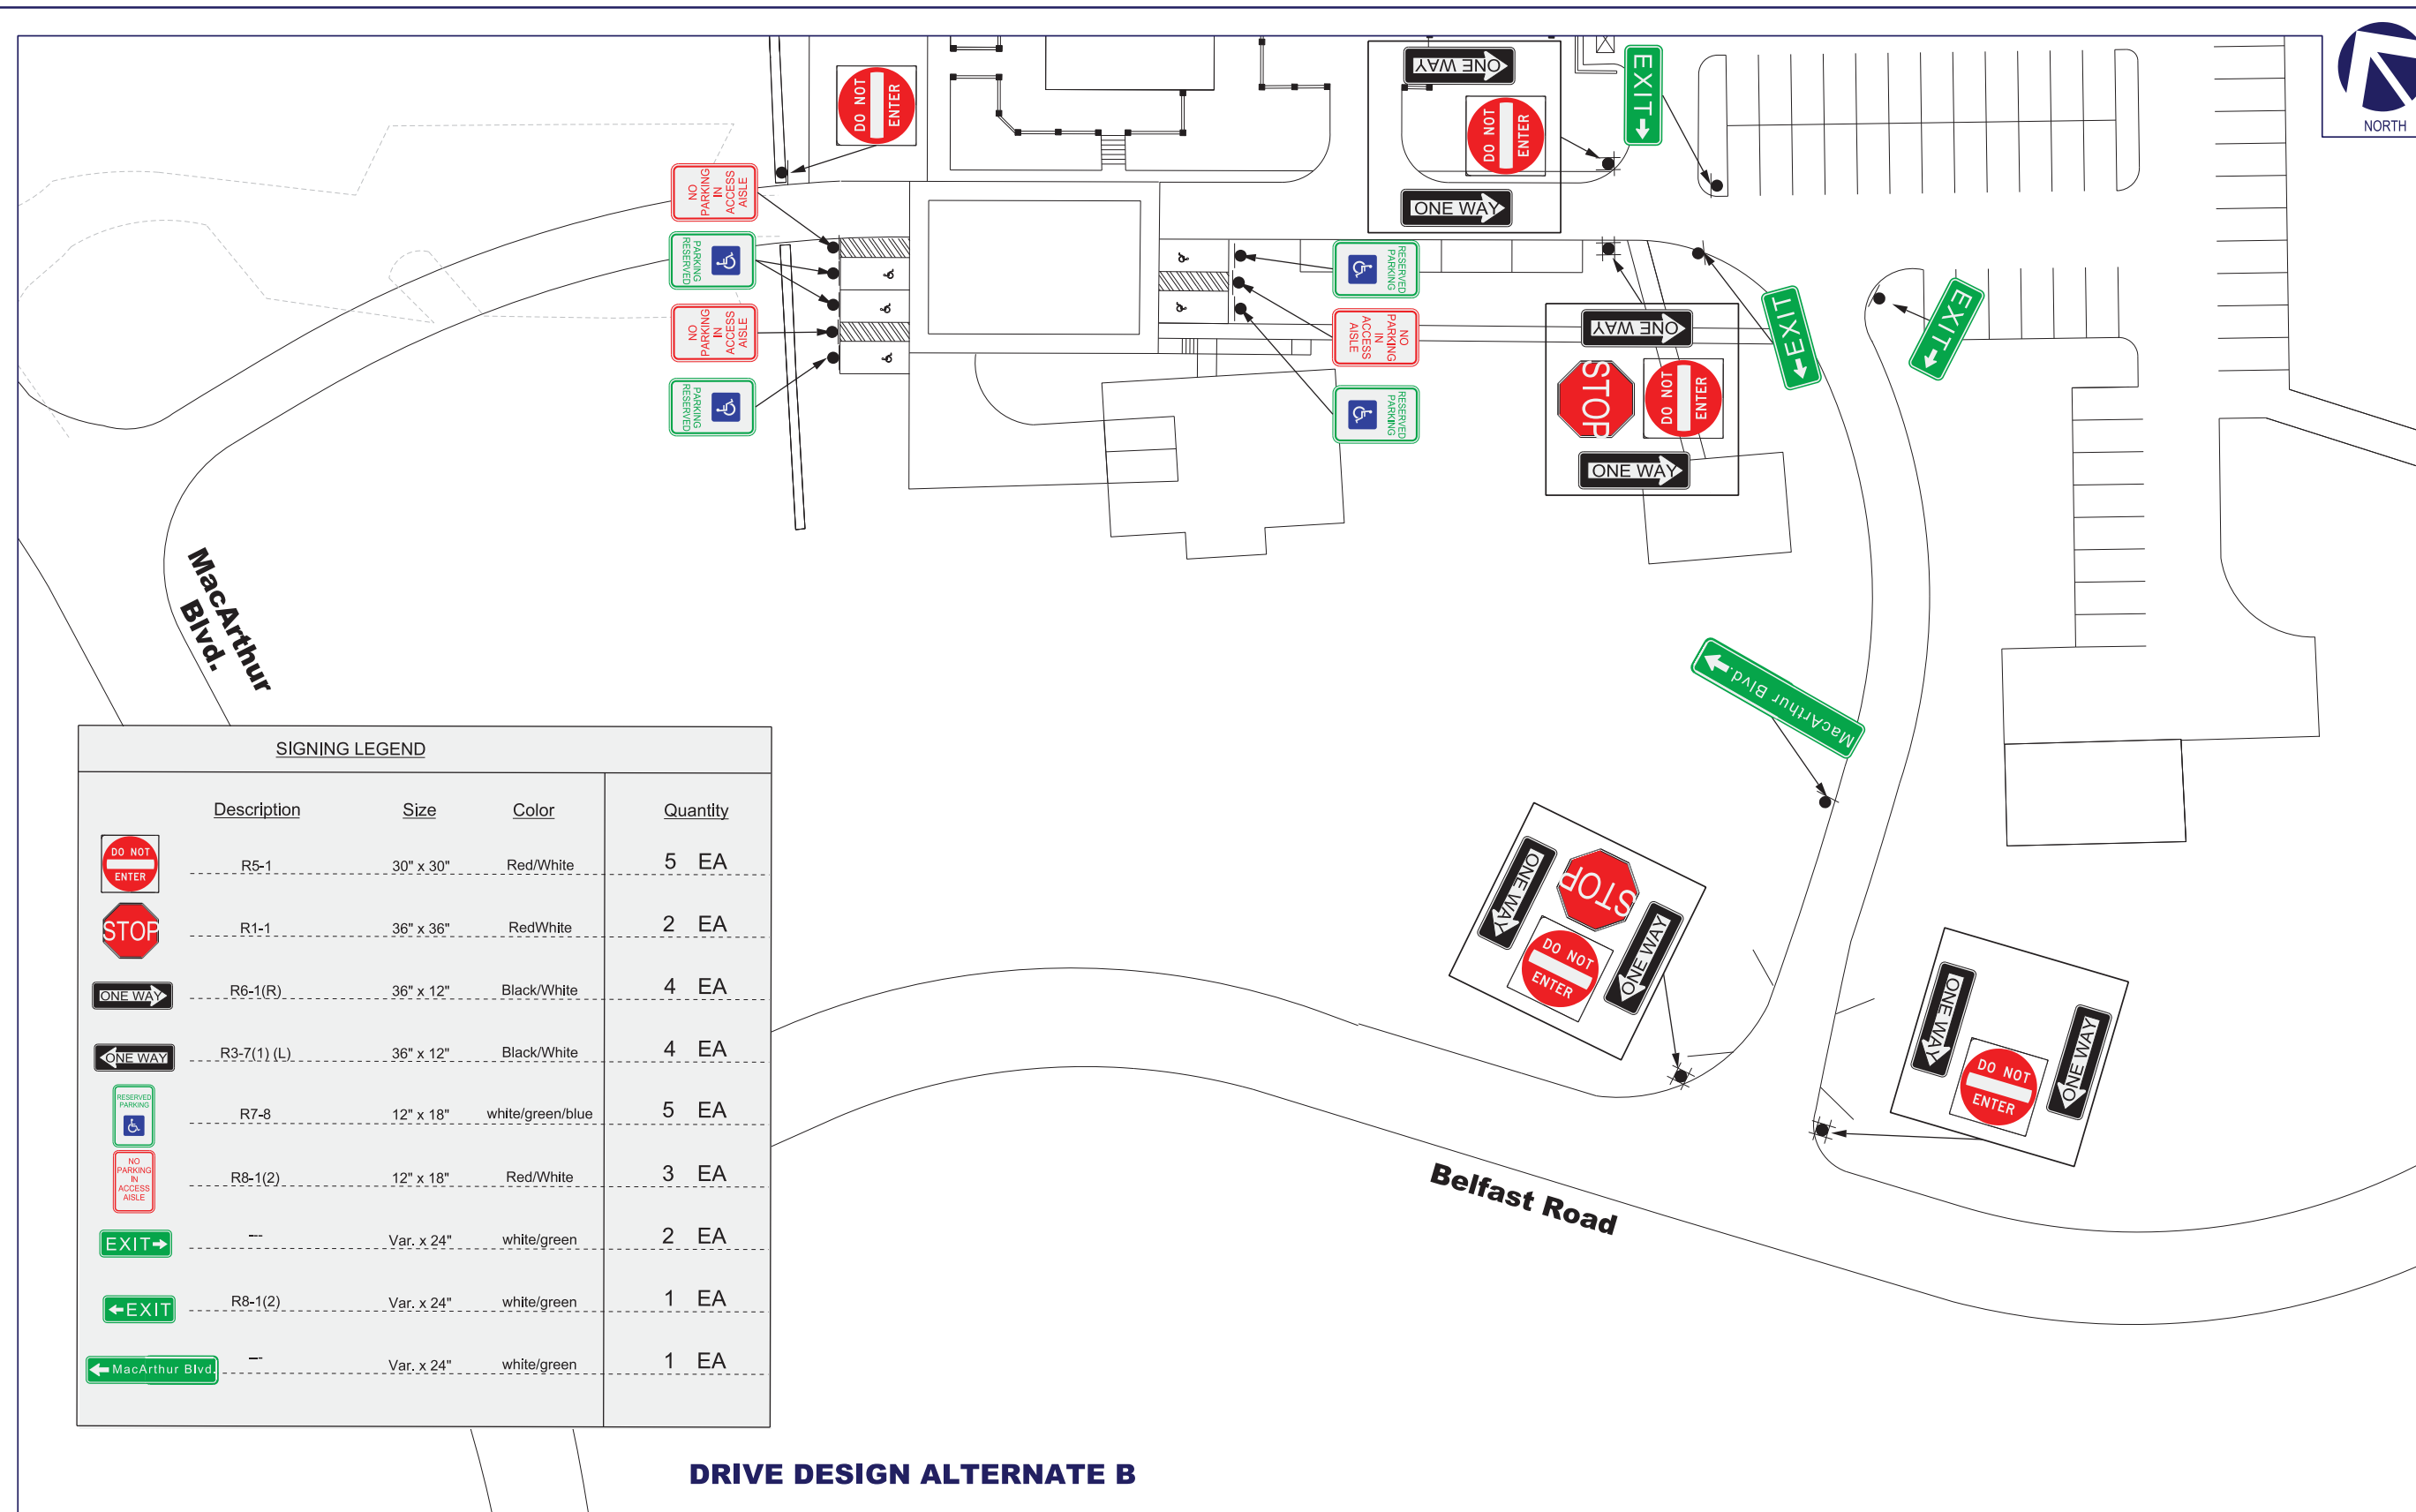 NORTH
DO NOT
ENTER
ONE WAY
DO NOT
ENTER
ONE WAY
EXIT
NO
PARKING
IN
ACCESS
AISLE
RESERVED
PARKING
NO
PARKING
IN
ACCESS
AISLE
RESERVED
PARKING
RESERVED
PARKING
NO
PARKING
IN
ACCESS
AISLE
RESERVED
PARKING
ONE WAY
STOP
DO NOT
ENTER
ONE WAY
EXIT
EXIT
MacArthur
Blvd.
MacArthur Blvd.
ONE WAY
STOP
DO NOT
ENTER
ONE WAY
ONE WAY
DO NOT
ENTER
ONE WAY
Belfast Road
SIGNING LEGEND
Description Size Color Quantity
DO NOT
ENTER
R5-1 30" x 30" Red/White 5 EA
STOP R1-1 36" x 36" RedWhite 2 EA
ONE WAY R6-1(R) 36" x 12" Black/White 4 EA
ONE WAY R3-7(1) (L) 36" x 12" Black/White 4 EA
RESERVED
PARKING
R7-8 12" x 18" white/green/blue 5 EA
NO
PARKING
IN
ACCESS
AISLE
R8-1(2) 12" x 18" Red/White 3 EA
EXIT --- Var. x 24" white/green 2 EA
EXIT R8-1(2) Var. x 24" white/green 1 EA
MacArthur Blvd. --- Var. x 24" white/green 1 EA
DRIVE DESIGN ALTERNATE B